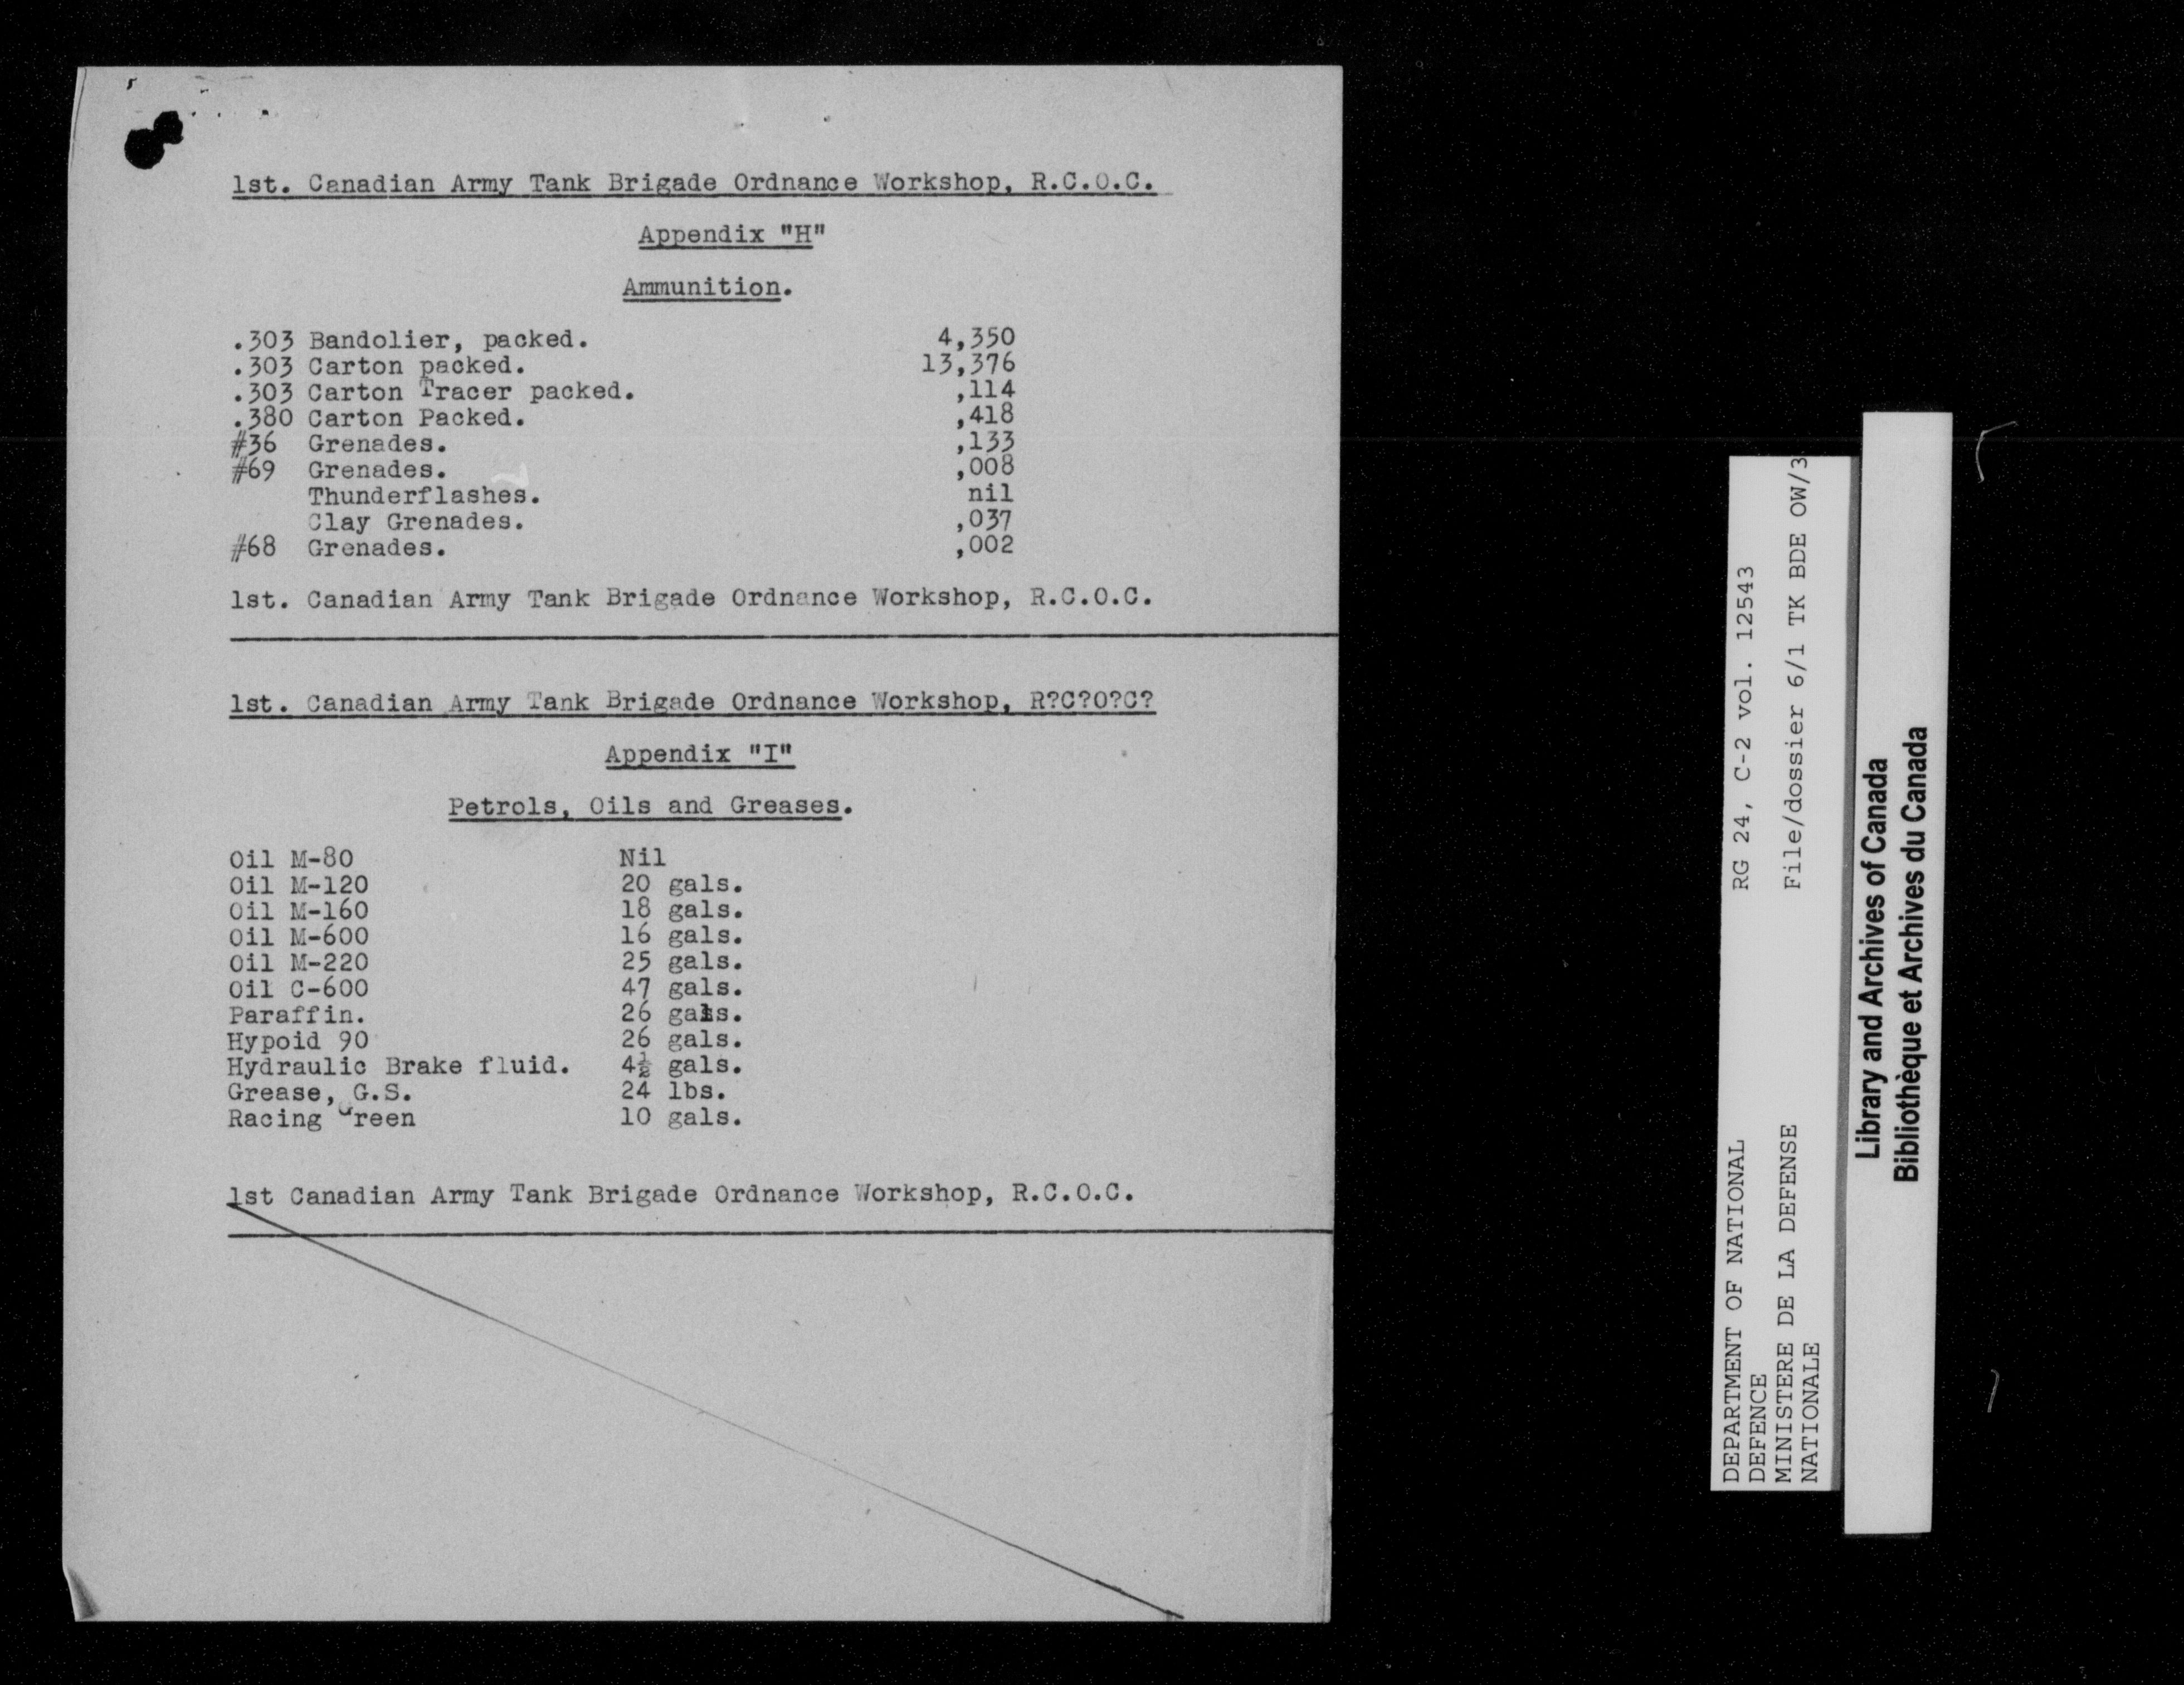 1st. Canadian Army Tank Brigade Ordnance Workshop, R.C.O.C.
Appendix "H"
Ammunition.
.303 Bandolier, packed. 4,350
.303 Carton packed. 13,376
.303 Carton Tracer packed. ,114
.380 Carton Packed. ,418
#36 Grenades. ,133
#69 Grenades. ,008
Thunderflashes. nil
Clay Grenades. ,037
#68 Grenades. ,002
1st. Canadian Army Tank Brigade Ordnance Workshop, R.C.O.C.
1st. Canadian Army Tank Brigade Ordnance Workshop, R?C?O?C?
Appendix "I"
Petrols, Oils and Greases.
Oil M-80 Nil
Oil M-120 20 gals.
Oil M-160 18 gals.
Oil M-600 16 gals.
Oil M-220 25 gals.
Oil C-600 47 gals.
Paraffin. 26 gals.
Hypoid 90 26 gals.
Hydraulic Brake fluid. 4½ gals.
Grease, G.S. 24 lbs.
Racing Green 10 gals.
1st Canadian Army Tank Brigade Ordnance Workshop, R.C.O.C.
DEPARTMENT OF NATIONAL RG 24, C-2 vol. 12543
DEFENCE
MINISTERE DE LA DEFENSE File/dossier 6/1 TK BDE OW/3
NATIONALE
Library and Archives of Canada
Bibliothèque et Archives du Canada